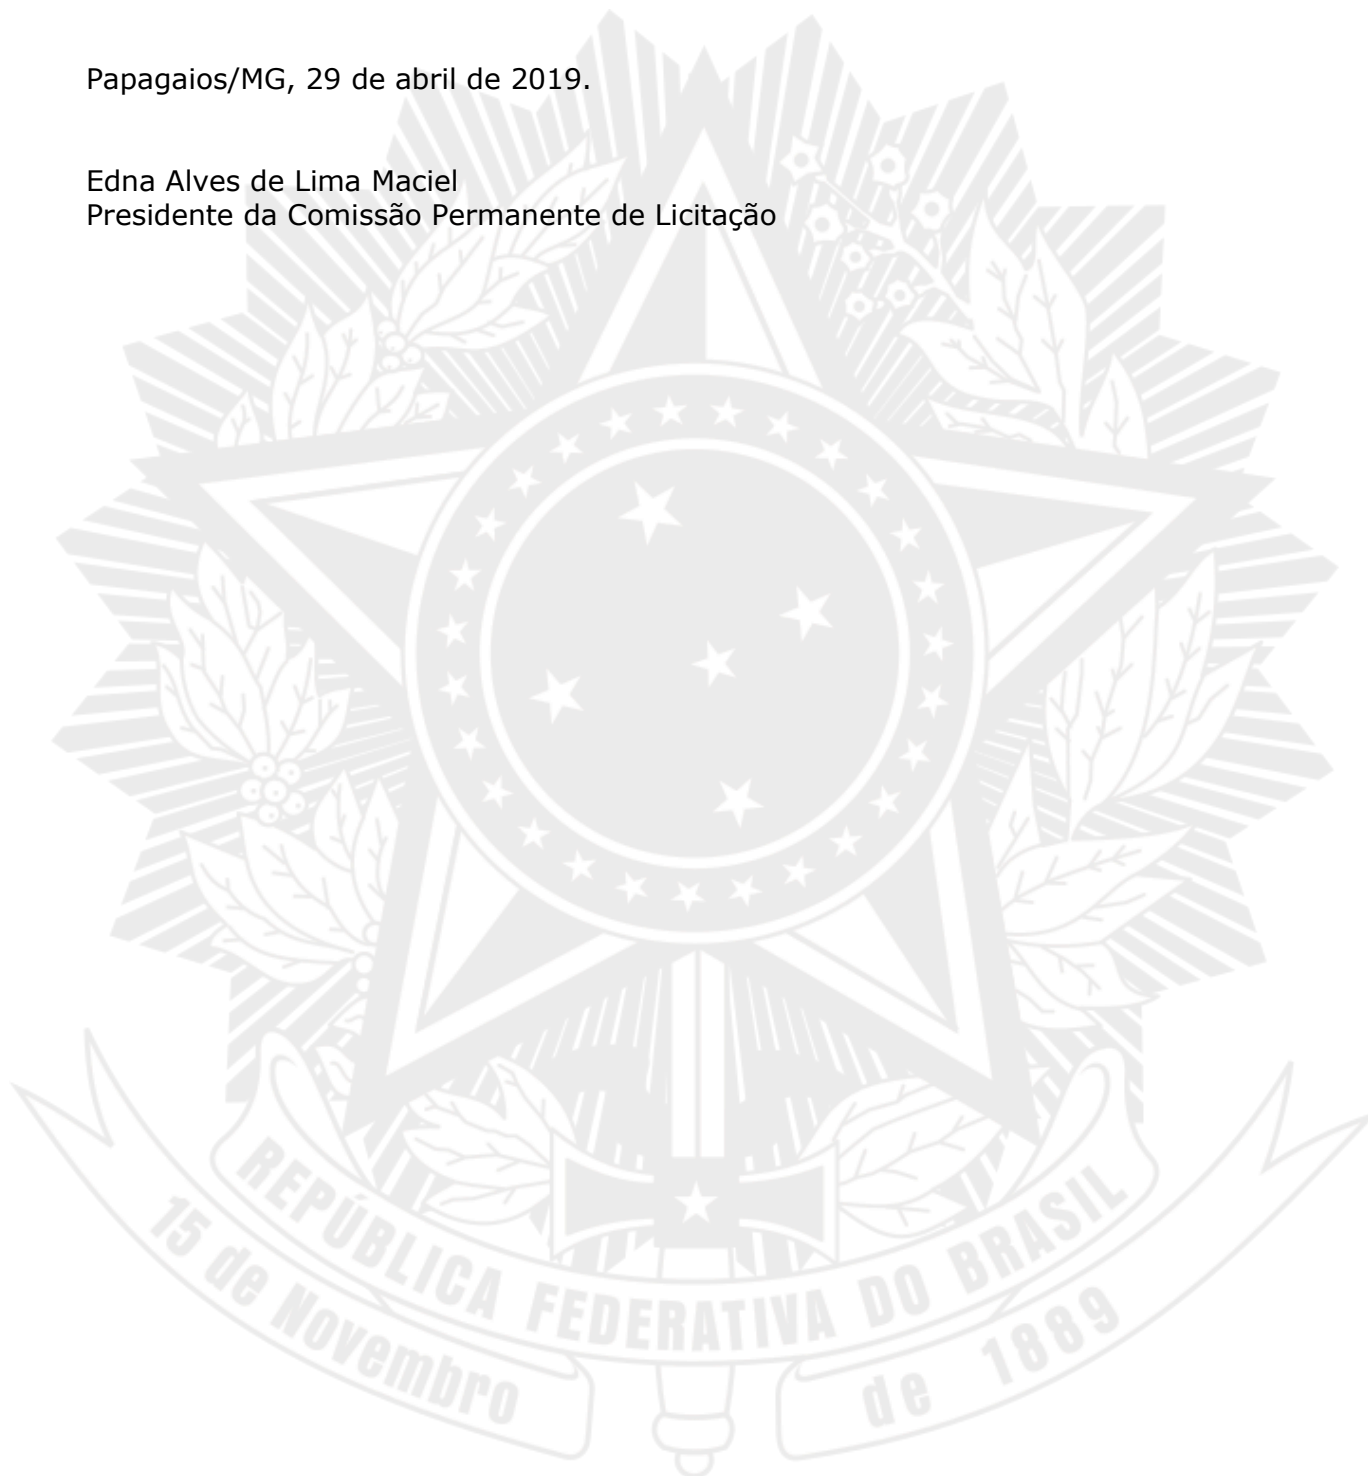 Papagaios/MG, 29 de abril de 2019.
Edna Alves de Lima Maciel
Presidente da Comissão Permanente de Licitação
REPÚBLICA FEDERATIVA DO BRASIL
15 de Novembro de 1889